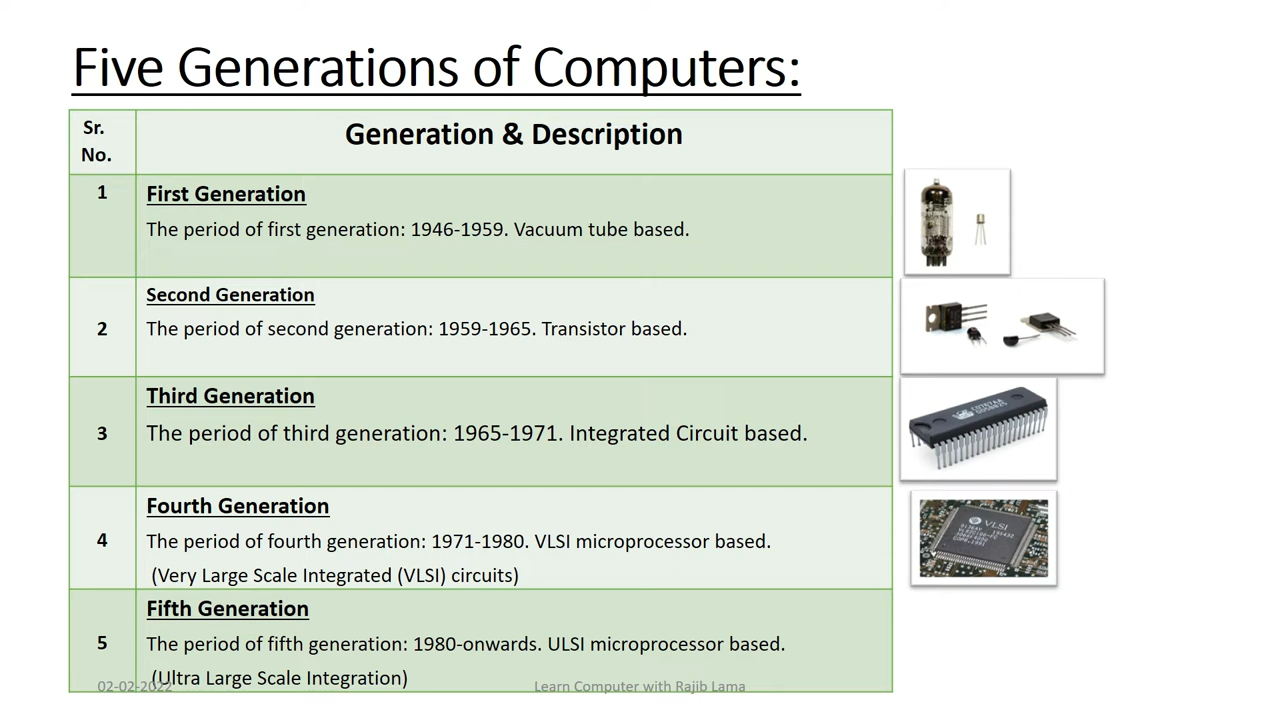 Five Generations of Computers:
Sr.
No.
Generation & Description
1
First Generation
The period of first generation: 1946-1959. Vacuum tube based.
Second Generation
2
The period of second generation: 1959-1965. Transistor based.
Third Generation
3
The period of third generation: 1965-1971. Integrated Circuit based.
Fourth Generation
4
The period of fourth generation: 1971-1980. VLSI microprocessor based.
(Very Large Scale Integrated (VLSI) circuits)
VLSI
Fifth Generation
5
The period of fifth generation: 1980-onwards. ULSI microprocessor based.
(Ultra Large Scale Integration)
02-02-2022
Learn Computer with Rajib Lama